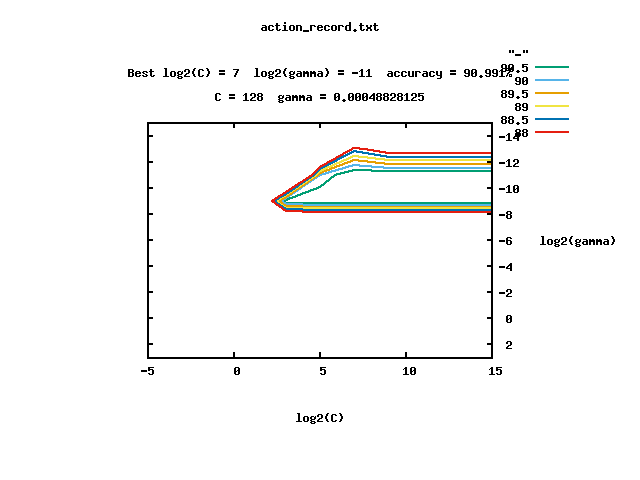 action_record.txt
"-"
Best log2(C) = 7 log2(gamma) = -11 accuracy = 90.991%
90.5
90
C = 128 gamma = 0.00048828125
89.5
89
88.5
88
-14
-12
-10
-8
-6
log2(gamma)
-4
-2
0
2
-5 0 5 10 15
log2(C)